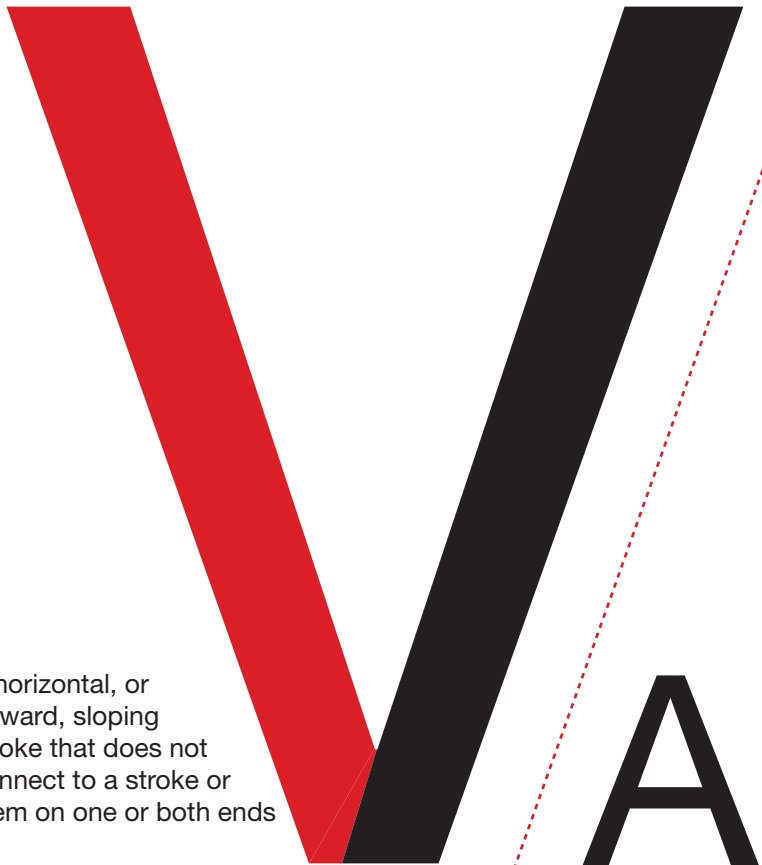 V
horizontal, or
ward, sloping
oke that does not
nnect to a stroke or
em on one or both ends
A